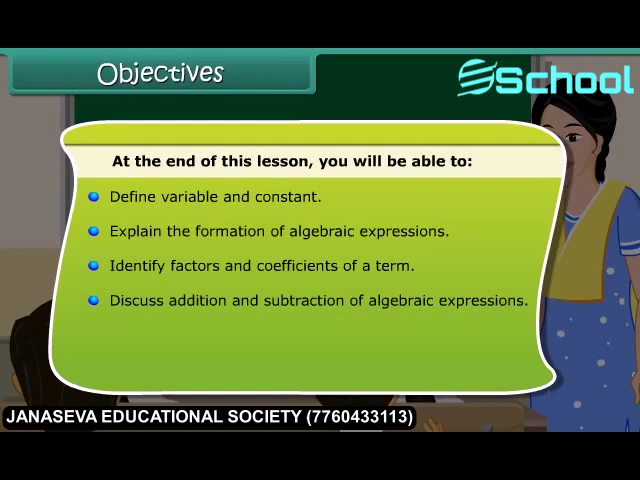 Objectives
School
At the end of this lesson, you will be able to:
Define variable and constant.
Explain the formation of algebraic expressions.
Identify factors and coefficients of a term.
Discuss addition and subtraction of algebraic expressions.
JANASEVA EDUCATIONAL SOCIETY (7760433113)